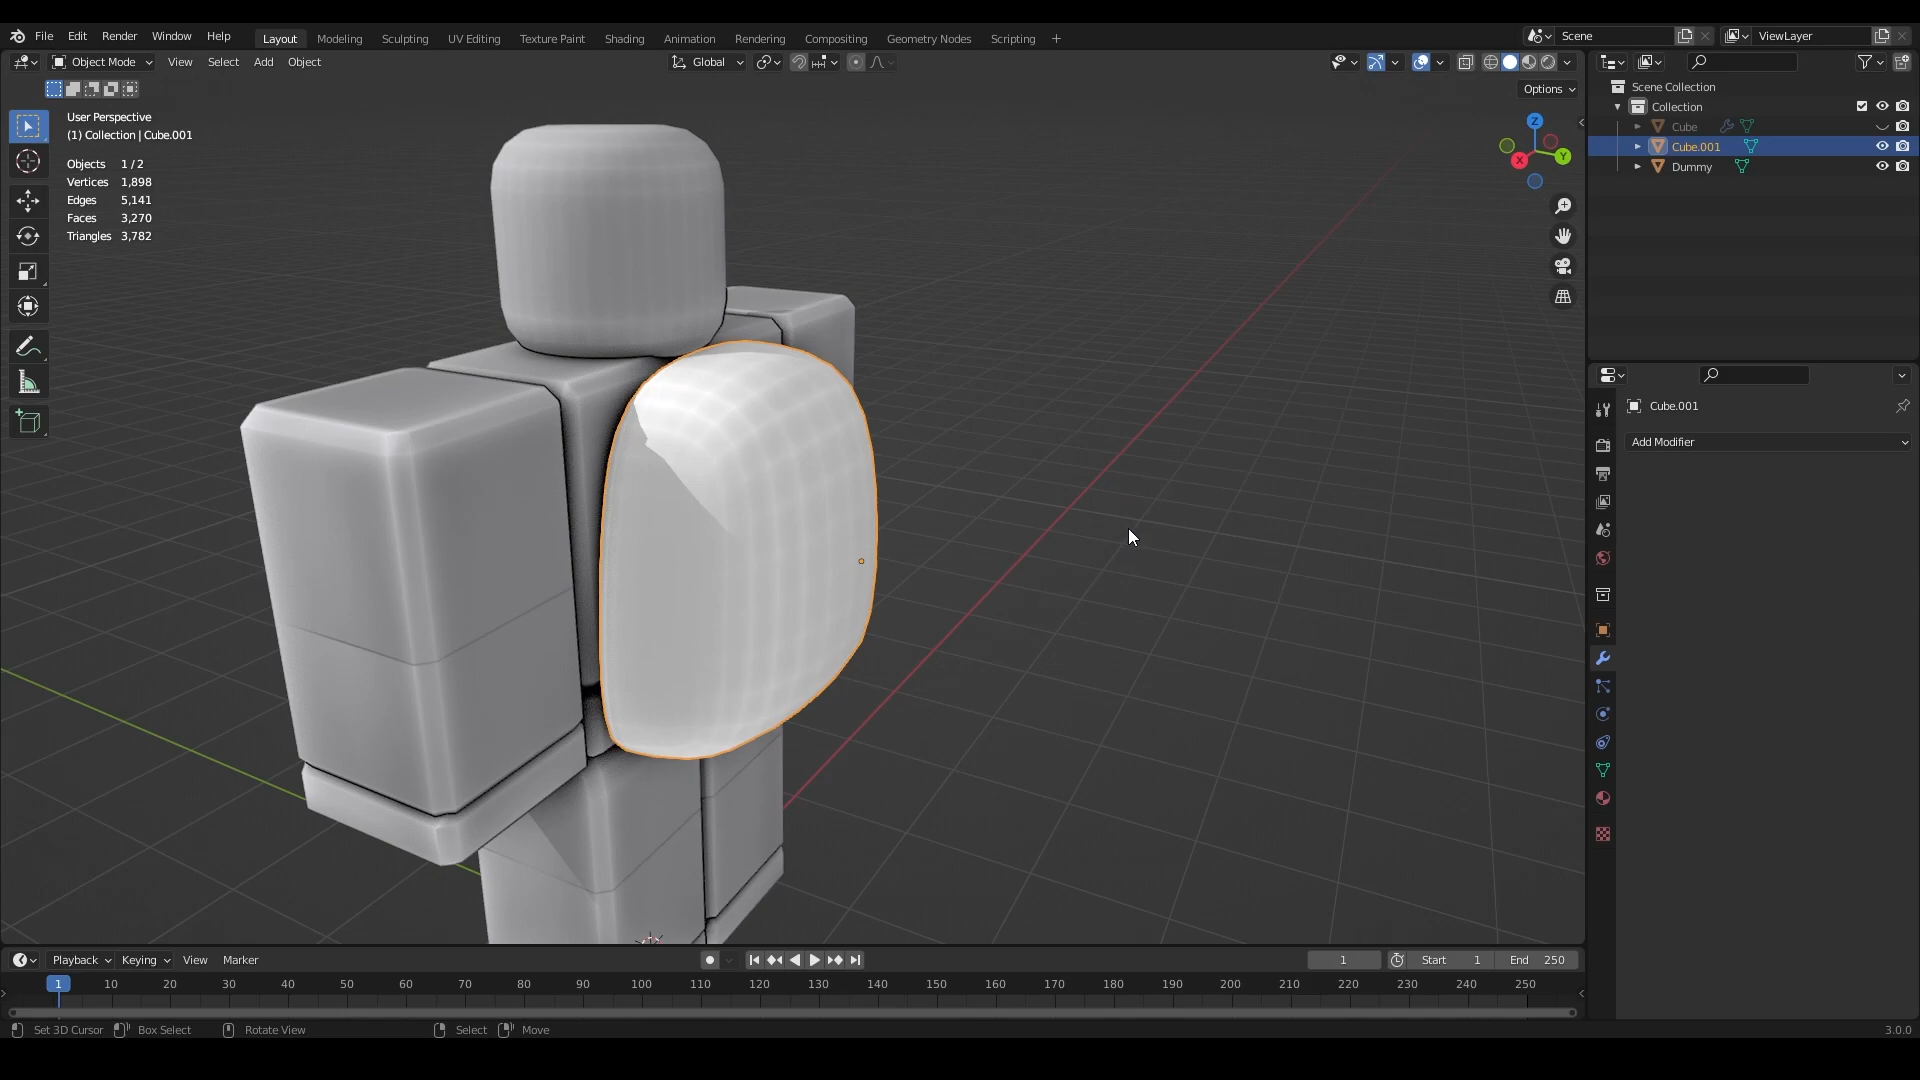 File Edit Render Window Help Layout Modeling Sculpting UV Editing Texture Paint Shading Animation Rendering Compositing Geometry Nodes Scripting + Scene ViewLayer
Object Mode View Select Add Object Global
Options
User Perspective
(1) Collection | Cube.001
Objects 1 / 2
Vertices 1,898
Edges 5,141
Faces 3,270
Triangles 3,782
Z
X
Y
Scene Collection
Collection
Cube
Cube.001
Dummy
Cube.001
Add Modifier
Playback Keying View Marker 1 Start 1 End 250
1 10 20 30 40 50 60 70 80 90 100 110 120 130 140 150 160 170 180 190 200 210 220 230 240 250
Set 3D Cursor Box Select Rotate View Select Move 3.0.0